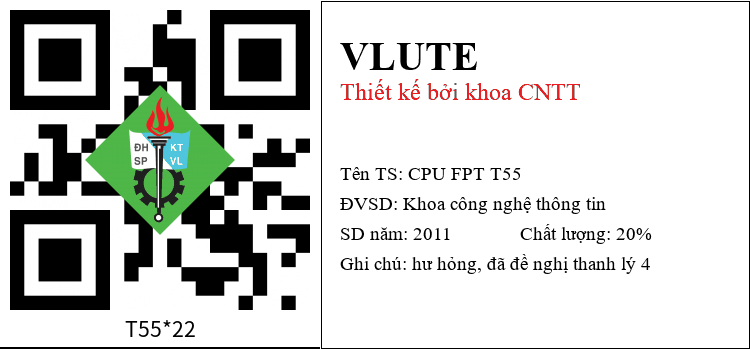 ĐH KT
SP VL
T55*22
VLUTE
Thiết kế bởi khoa CNTT
Tên TS: CPU FPT T55
ĐVSD: Khoa công nghệ thông tin
SD năm: 2011 Chất lượng: 20%
Ghi chú: hư hỏng, đã đề nghị thanh lý 4